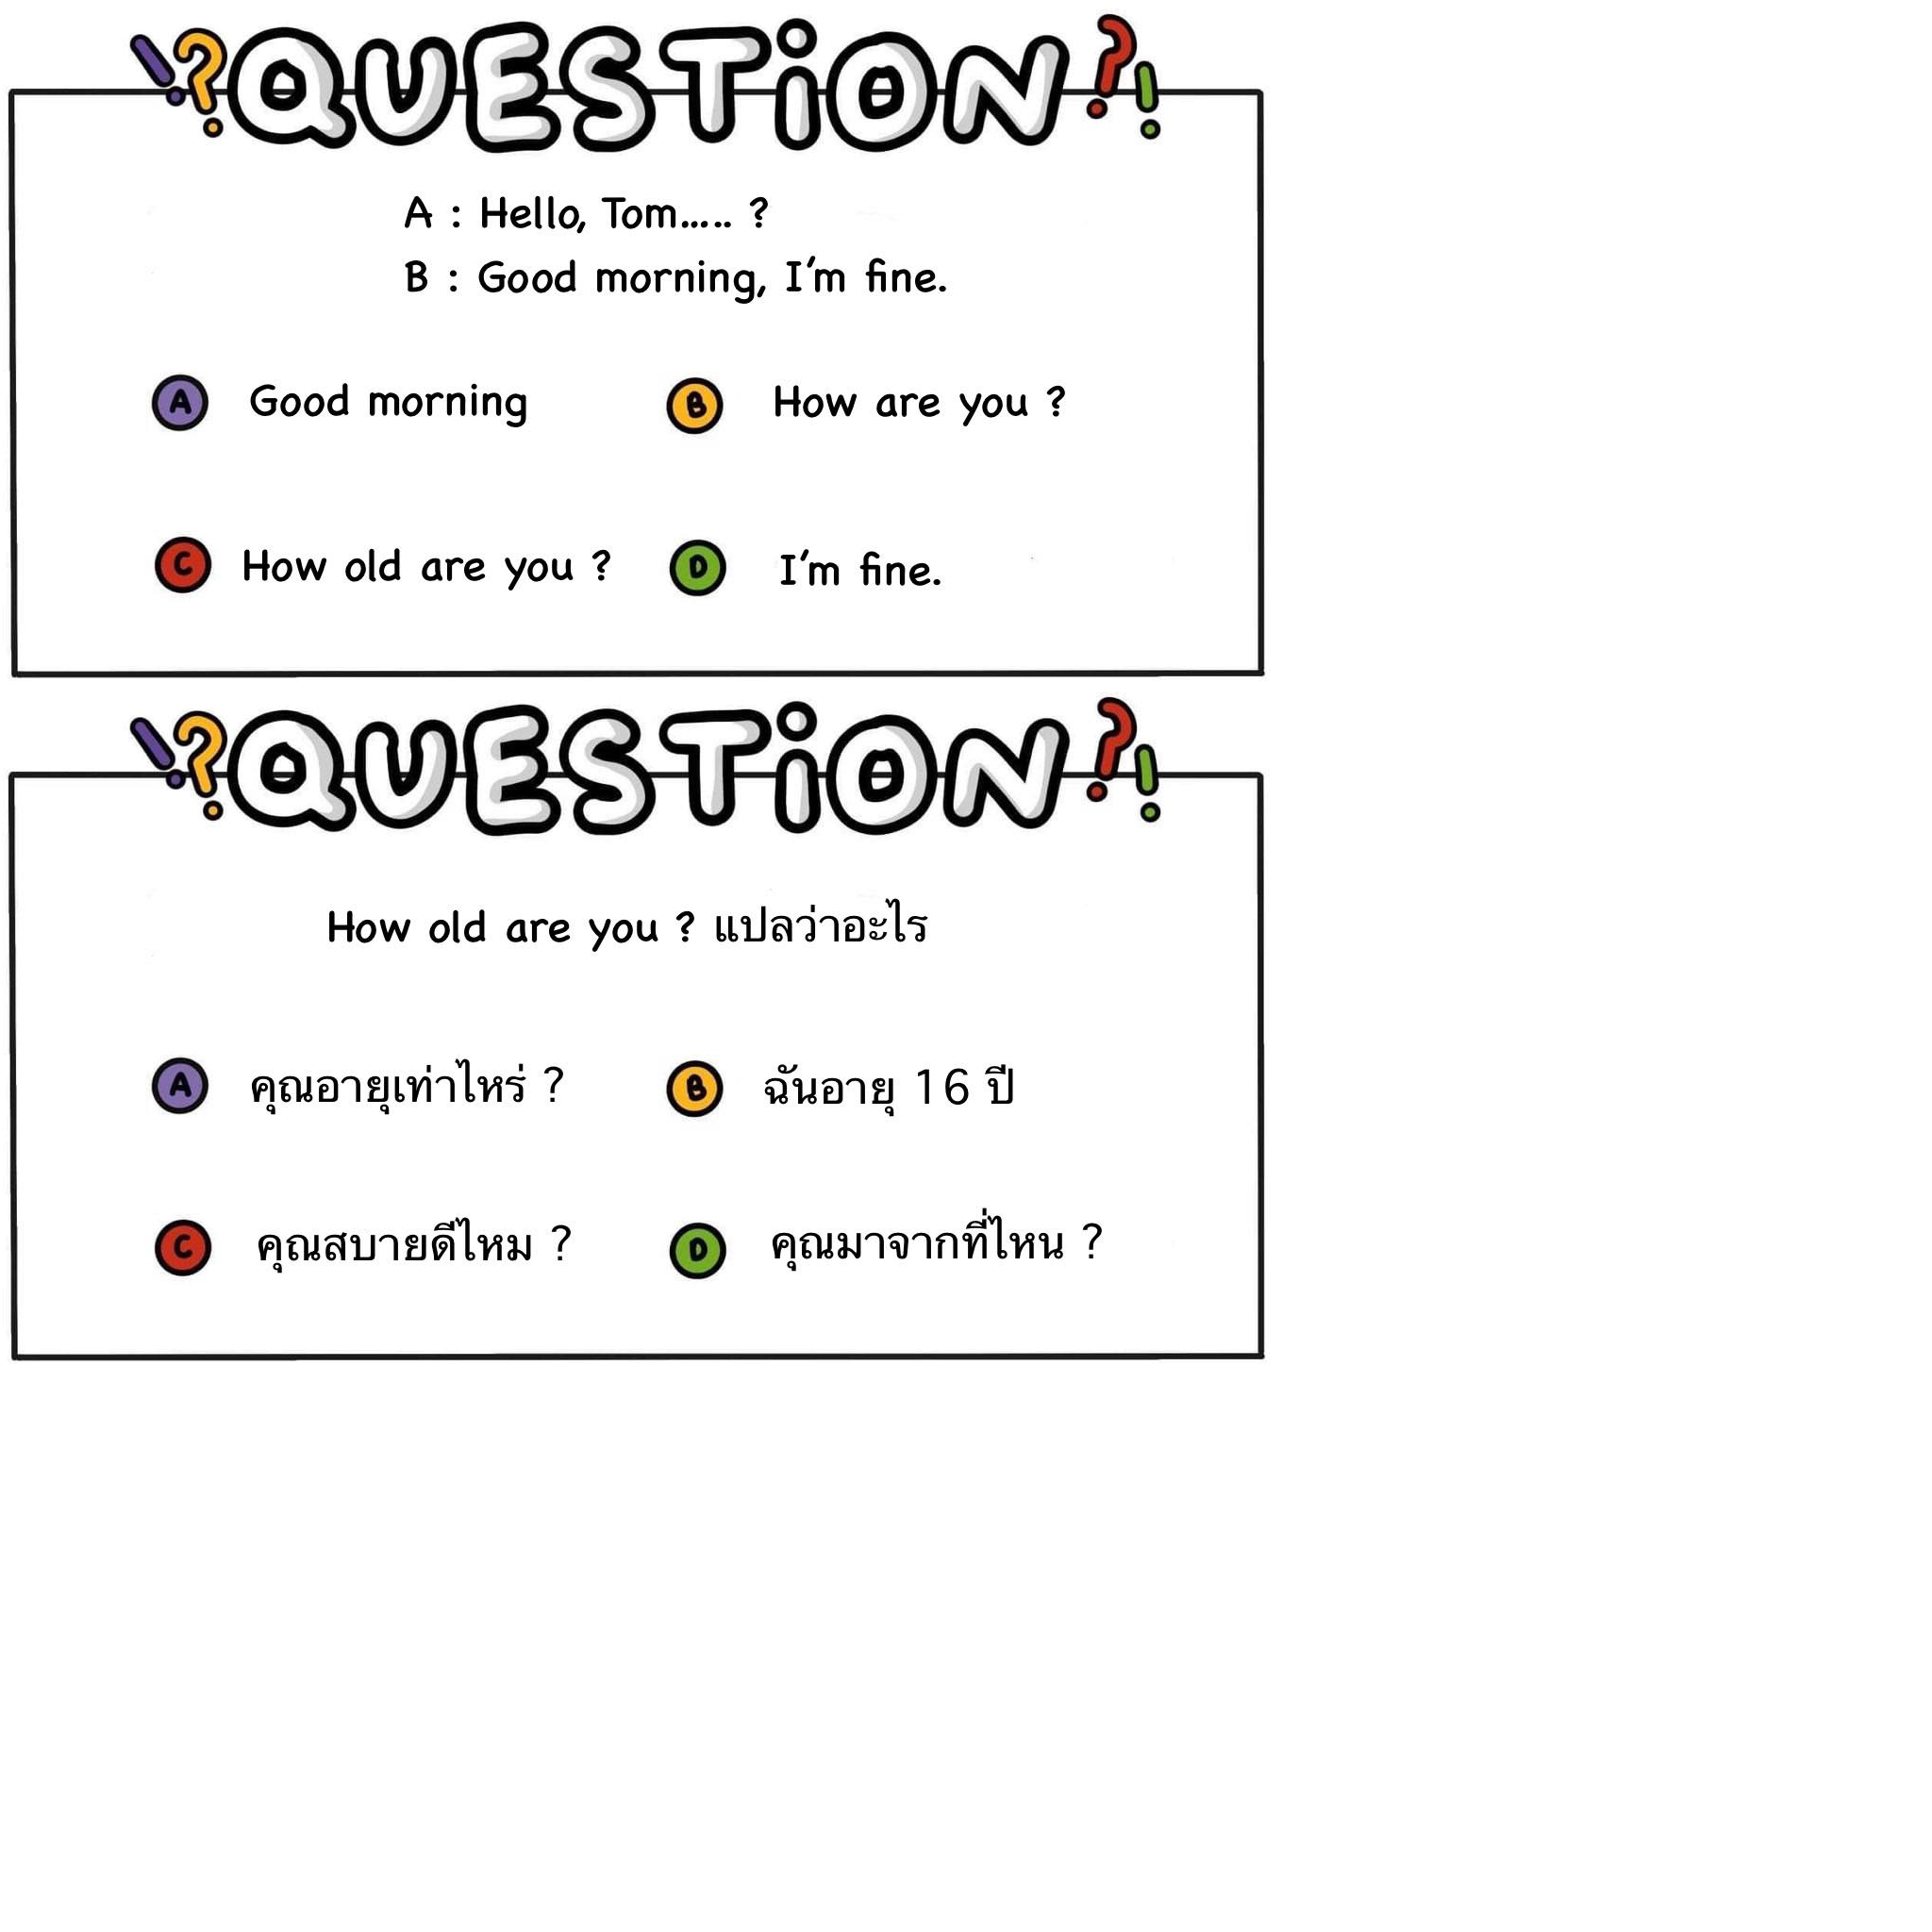 !?QUESTiON?!
A : Hello, Tom..... ?
B : Good morning, I'm fine.
A Good morning
B How are you ?
C How old are you ?
D I'm fine.
!?QUESTiON?!
How old are you ? แปลว่าอะไร
A คุณอายุเท่าไหร่ ?
B ฉันอายุ 16 ปี
C คุณสบายดีไหม ?
D คุณมาจากที่ไหน ?